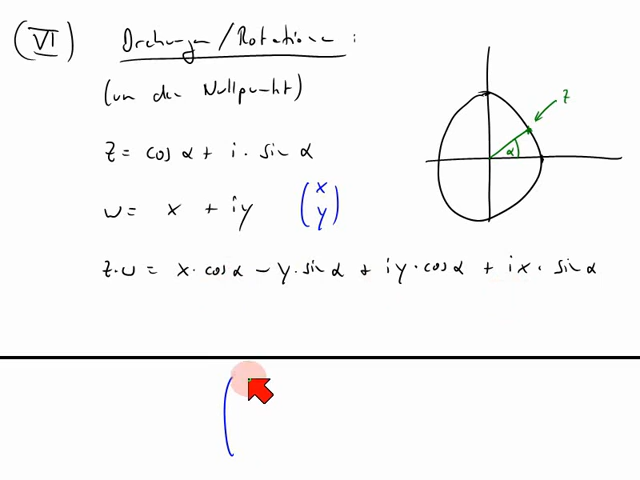 (VI) Drehungen/Rotationen:
(um den Nullpunkt)
z = cos α + i · sin α
w = x + iy (x y)
z·w = x · cos α − y · sin α + iy · cos α + ix · sin α
z
α
(